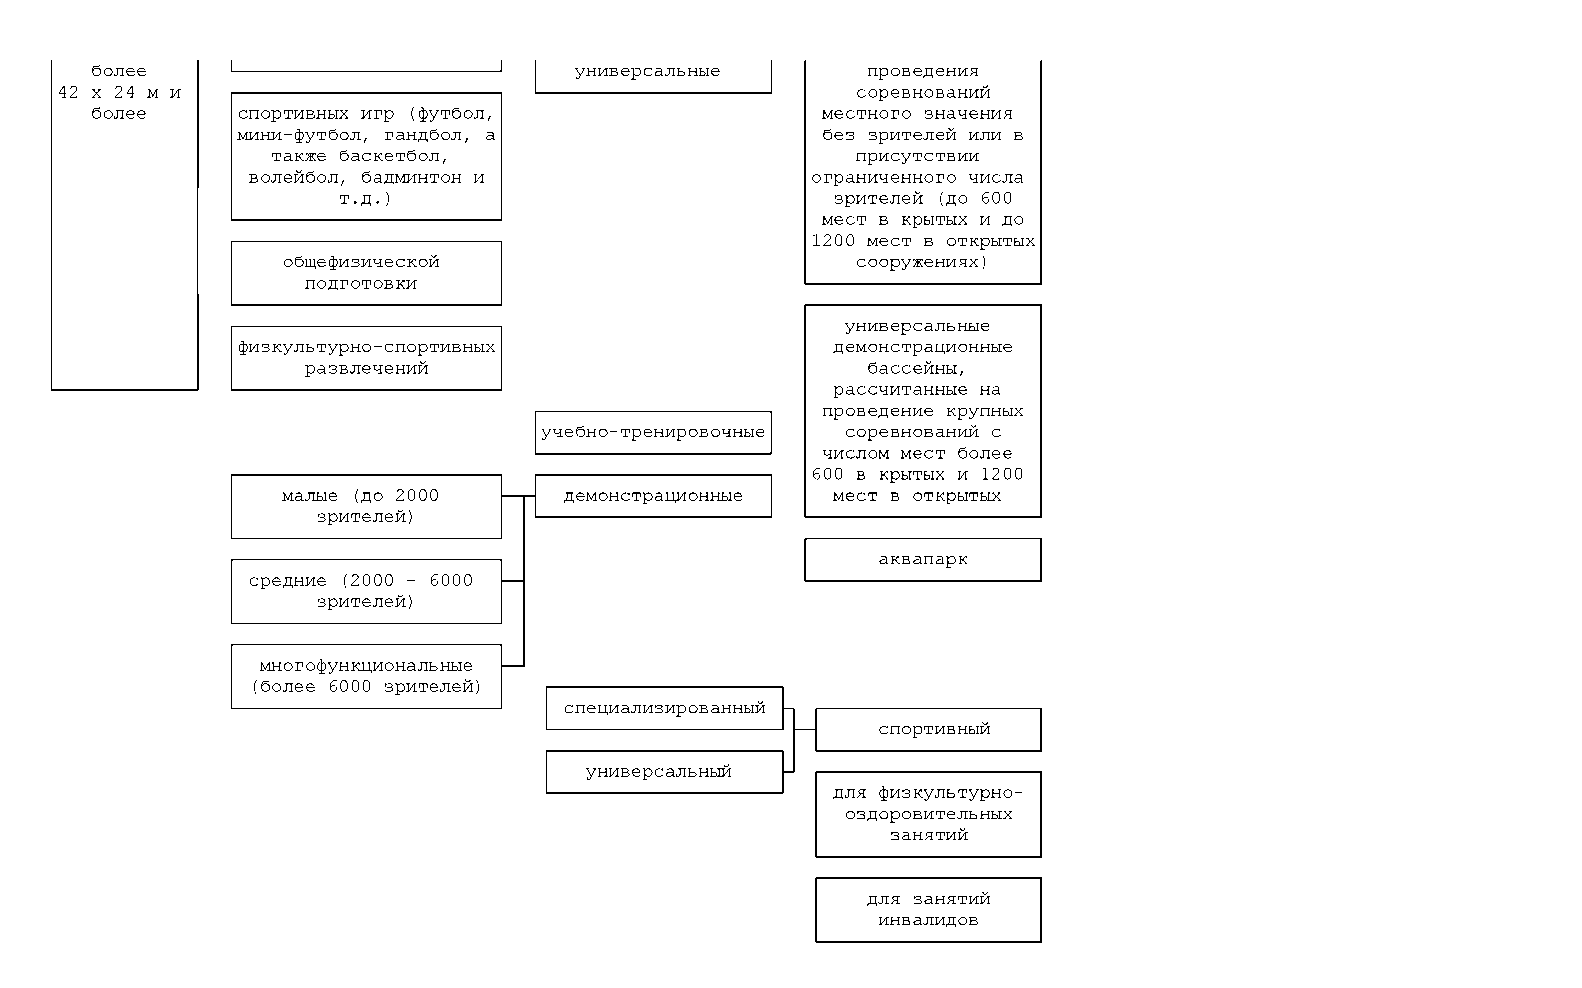 более
42 x 24 м и
более
спортивных игр (футбол,
мини-футбол, гандбол, а
также баскетбол,
волейбол, бадминтон и
т.д.)
общефизической
подготовки
физкультурно-спортивных
развлечений
малые (до 2000
зрителей)
средние (2000 - 6000
зрителей)
многофункциональные
(более 6000 зрителей)
универсальные
учебно-тренировочные
демонстрационные
специализированный
универсальный
проведения
соревнований
местного значения
без зрителей или в
присутствии
ограниченного числа
зрителей (до 600
мест в крытых и до
1200 мест в открытых
сооружениях)
универсальные
демонстрационные
бассейны,
рассчитанные на
проведение крупных
соревнований с
числом мест более
600 в крытых и 1200
мест в открытых
аквапарк
спортивный
для физкультурно-
оздоровительных
занятий
для занятий
инвалидов